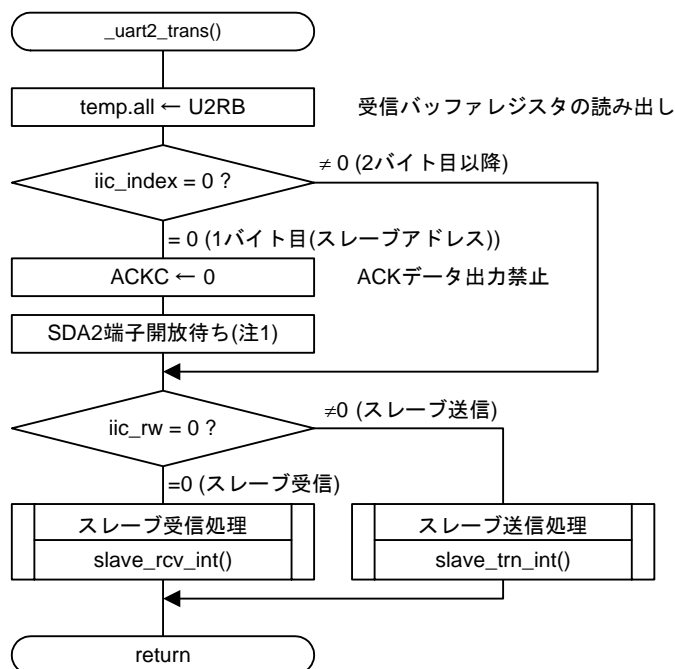 _uart2_trans()
temp.all ← U2RB
受信バッファレジスタの読み出し
≠ 0 (2バイト目以降)
iic_index = 0 ?
= 0 (1バイト目(スレーブアドレス))
ACKC ← 0
ACKデータ出力禁止
SDA2端子開放待ち(注1)
≠0 (スレーブ送信)
iic_rw = 0 ?
=0 (スレーブ受信)
スレーブ受信処理
スレーブ送信処理
slave_rcv_int()
slave_trn_int()
return